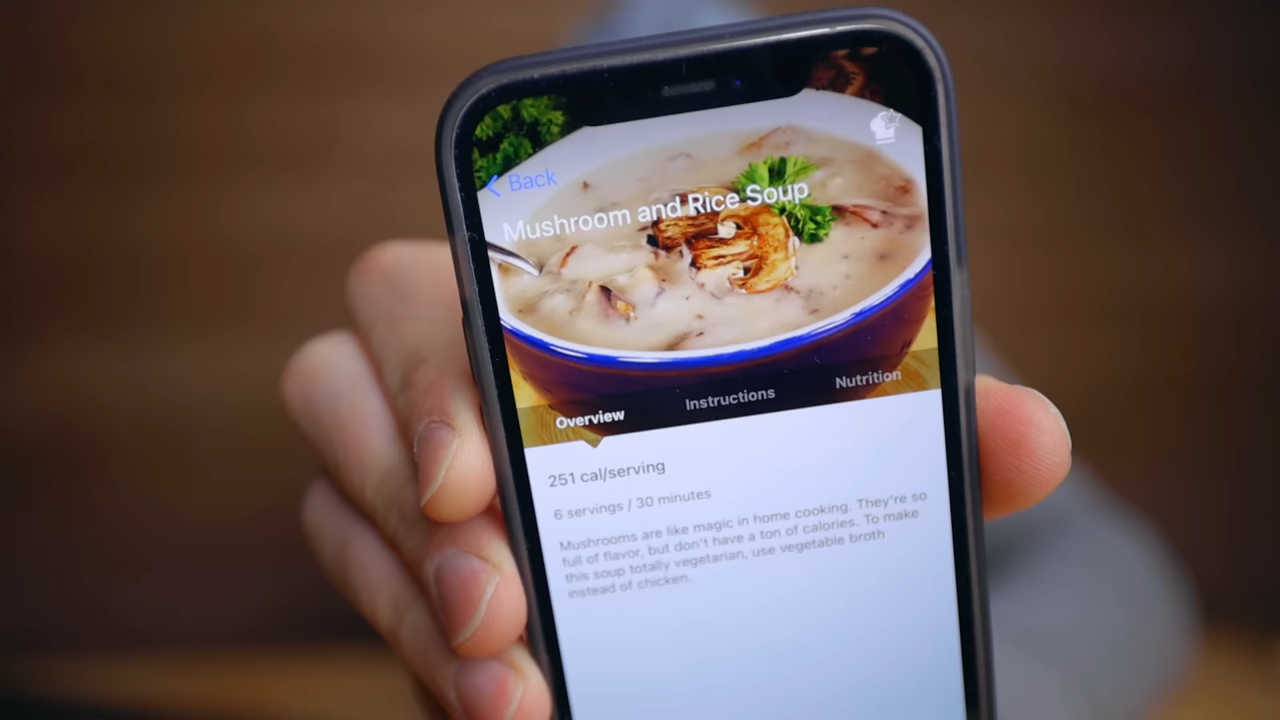 Back
Mushroom and Rice Soup
Overview
Instructions
Nutrition
251 cal/serving
6 servings / 30 minutes
Mushrooms are like magic in home cooking. They're so
full of flavor, but don't have a ton of calories. To make
this soup totally vegetarian, use vegetable broth
instead of chicken.